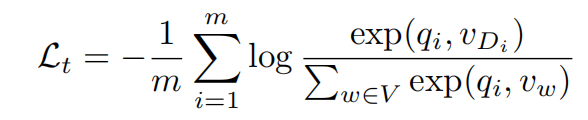 $\mathcal{L}_t = -\frac{1}{m} \sum_{i=1}^{m} \log \frac{\exp(q_i, v_{D_i})}{\sum_{w \in V} \exp(q_i, v_w)}$